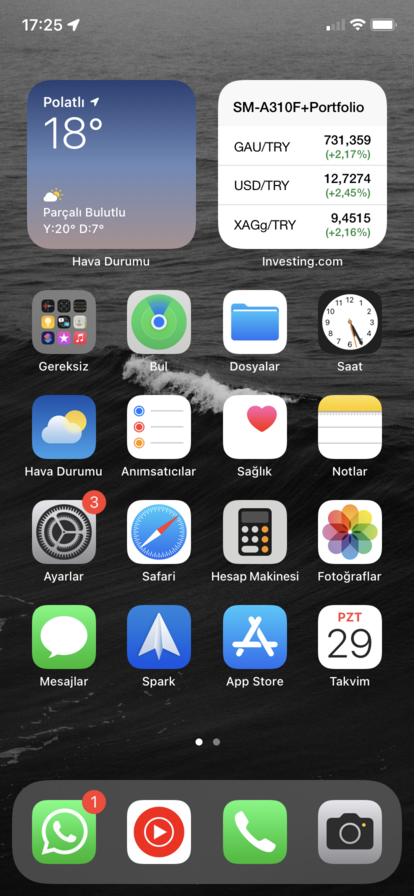 17:25
Polatlı
18°
Parçalı Bulutlu
Y:20° D:7°
Hava Durumu
SM-A310F+Portfolio
GAU/TRY 731,359
(+2,17%)
USD/TRY 12,7274
(+2,45%)
XAGg/TRY 9,4515
(+2,16%)
Investing.com
Gereksiz Bul Dosyalar Saat
Hava Durumu Anımsatıcılar Sağlık Notlar
3
Ayarlar Safari Hesap Makinesi Fotoğraflar
PZT
29
Mesajlar Spark App Store Takvim
1